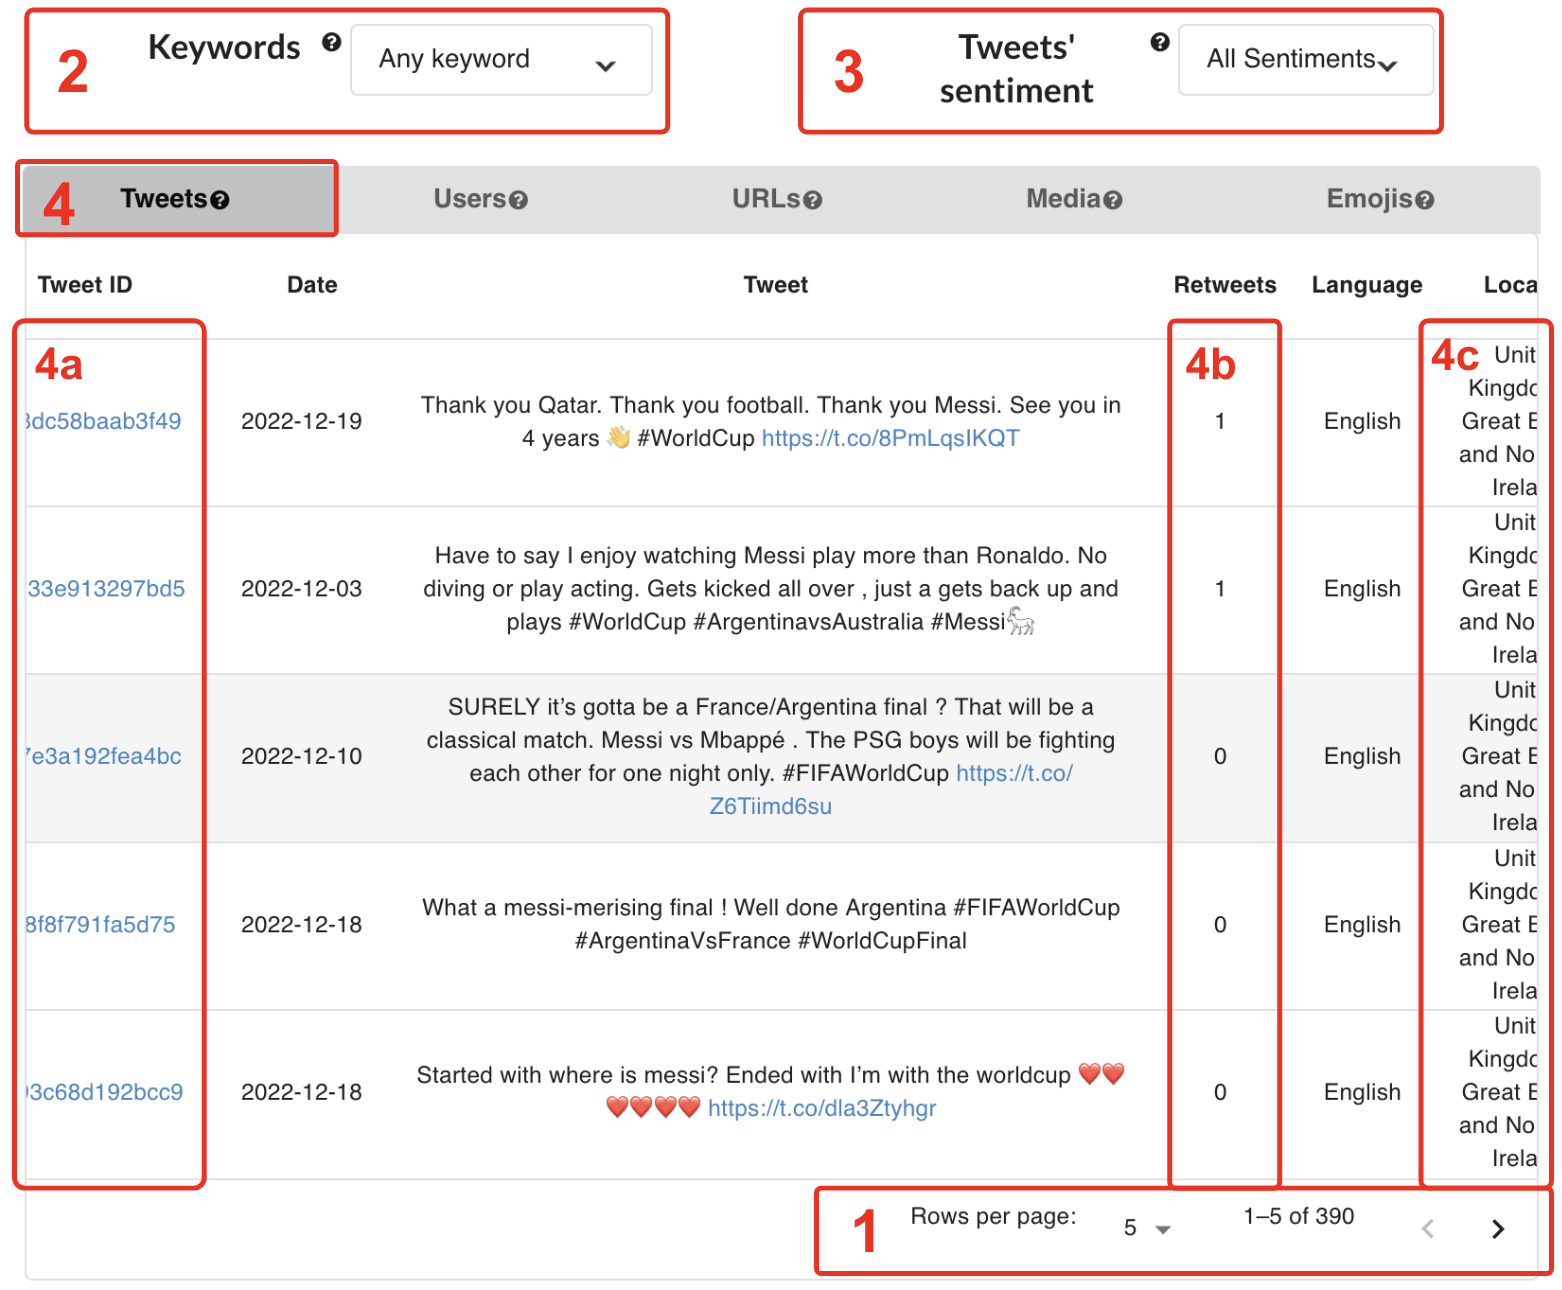 2 Keywords Any keyword
3 Tweets' sentiment All Sentiments
4 Tweets Users URLs Media Emojis
Tweet ID Date Tweet Retweets Language Loca
4a 4b 4c
3dc58baab3f49 2022-12-19 1 English
Thank you Qatar. Thank you football. Thank you Messi. See you in
4 years 👋 #WorldCup https://t.co/8PmLqsIKQT
Unit
Kingdo
Great B
and No
Irela
33e913297bd5 2022-12-03 1 English
Have to say I enjoy watching Messi play more than Ronaldo. No
diving or play acting. Gets kicked all over , just a gets back up and
plays #WorldCup #ArgentinavsAustralia #Messi🐐
Unit
Kingdo
Great B
and No
Irela
7e3a192fea4bc 2022-12-10 0 English
SURELY it’s gotta be a France/Argentina final ? That will be a
classical match. Messi vs Mbappé . The PSG boys will be fighting
each other for one night only. #FIFAWorldCup https://t.co/
Z6Tiimd6su
Unit
Kingdo
Great B
and No
Irela
8f8f791fa5d75 2022-12-18 0 English
What a messi-merising final ! Well done Argentina #FIFAWorldCup
#ArgentinaVsFrance #WorldCupFinal
Unit
Kingdo
Great B
and No
Irela
93c68d192bcc9 2022-12-18 0 English
Started with where is messi? Ended with I’m with the worldcup ❤️❤️
❤️❤️❤️❤️ https://t.co/dla3Ztyhgr
Unit
Kingdo
Great B
and No
Irela
1 Rows per page: 5 1–5 of 390